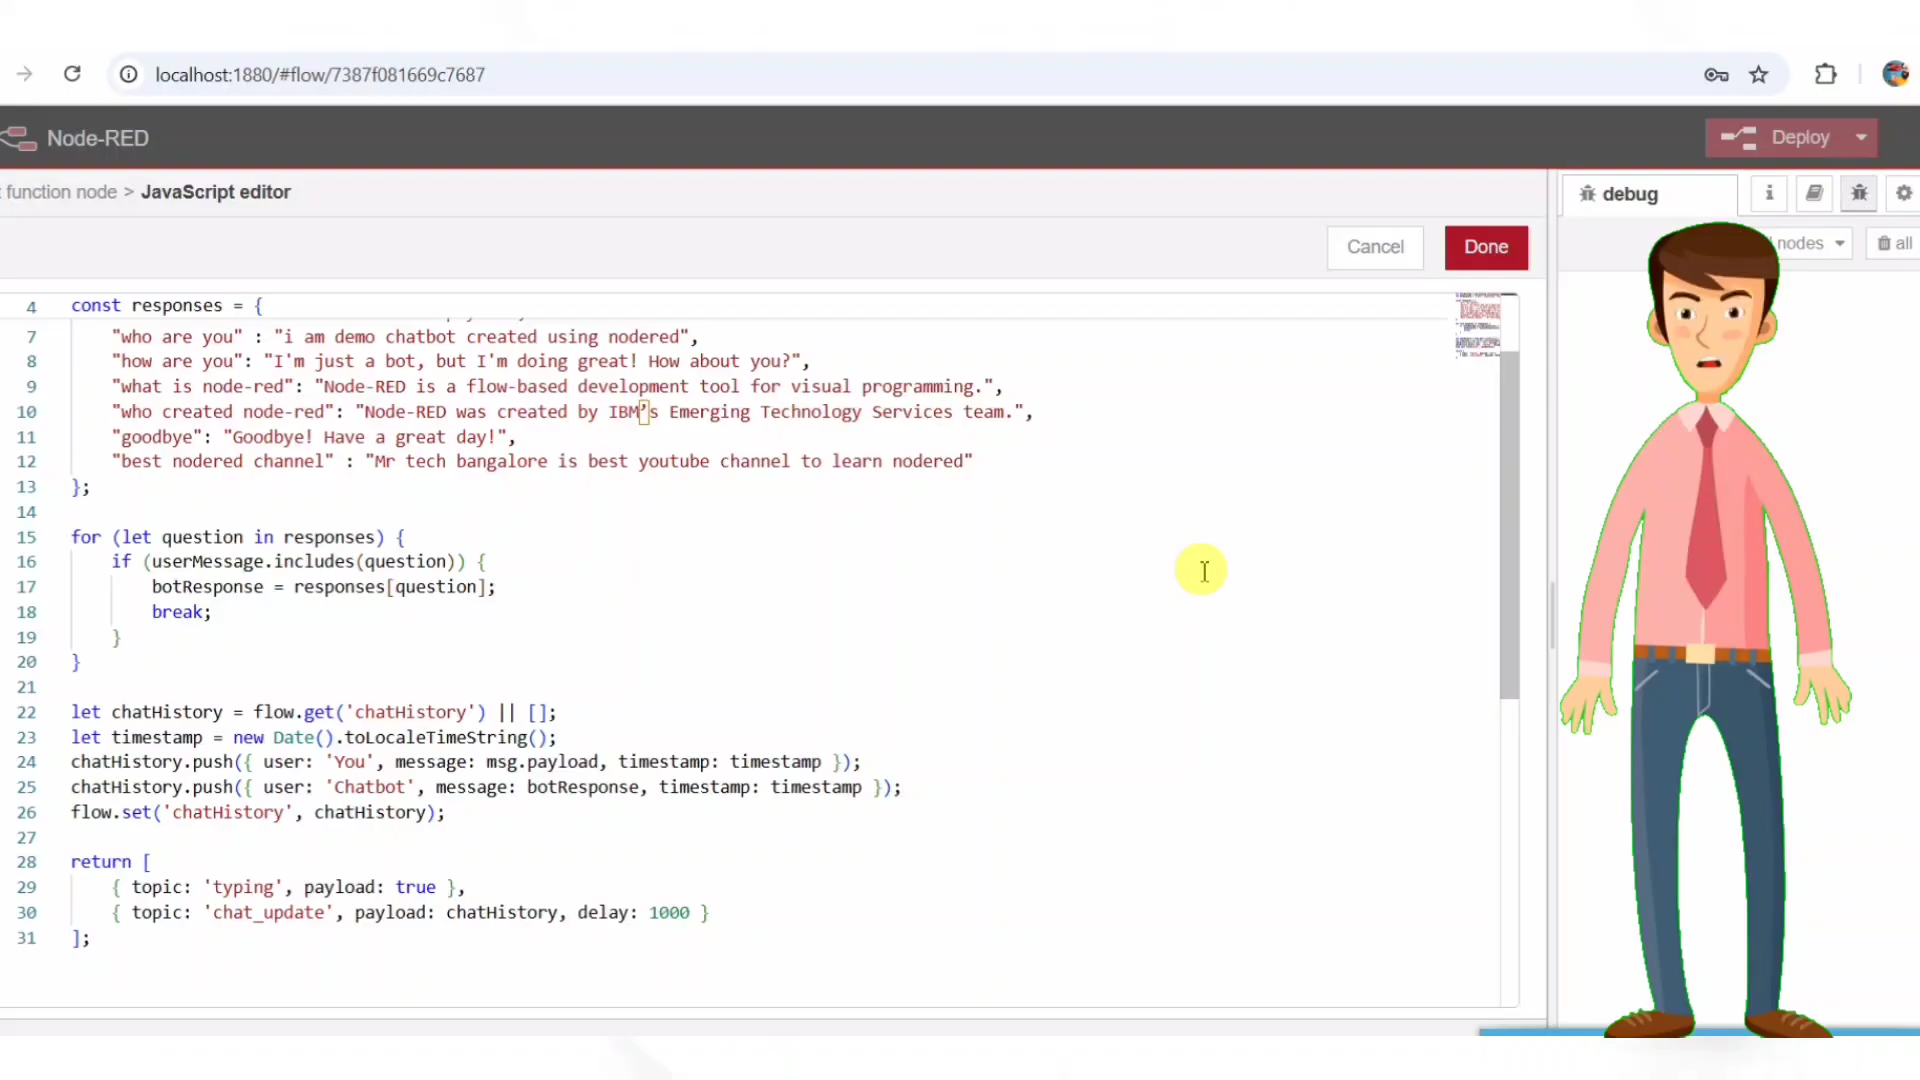 localhost:1880/#flow/7387f081669c7687
Node-RED
Deploy
function node > JavaScript editor
debug
Cancel
Done
nodes
all
4 const responses = {
7 "who are you" : "i am demo chatbot created using nodered",
8 "how are you": "I'm just a bot, but I'm doing great! How about you?",
9 "what is node-red": "Node-RED is a flow-based development tool for visual programming.",
10 "who created node-red": "Node-RED was created by IBM’s Emerging Technology Services team.",
11 "goodbye": "Goodbye! Have a great day!",
12 "best nodered channel" : "Mr tech bangalore is best youtube channel to learn nodered"
13 };
14
15 for (let question in responses) {
16 if (userMessage.includes(question)) {
17 botResponse = responses[question];
18 break;
19 }
20 }
21
22 let chatHistory = flow.get('chatHistory') || [];
23 let timestamp = new Date().toLocaleTimeString();
24 chatHistory.push({ user: 'You', message: msg.payload, timestamp: timestamp });
25 chatHistory.push({ user: 'Chatbot', message: botResponse, timestamp: timestamp });
26 flow.set('chatHistory', chatHistory);
27
28 return [
29 { topic: 'typing', payload: true },
30 { topic: 'chat_update', payload: chatHistory, delay: 1000 }
31 ];